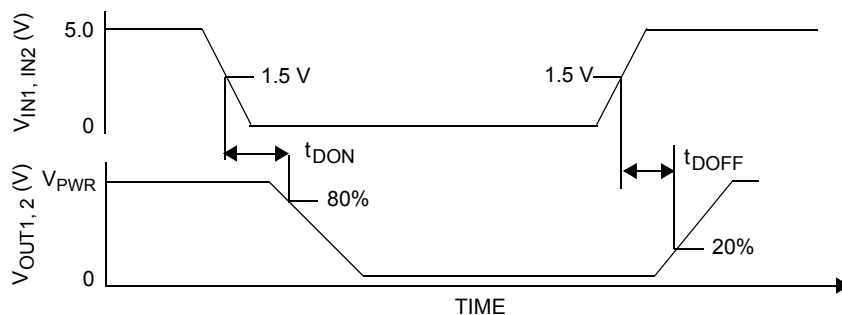 V_IN1, IN2 (V)
5.0
0
1.5 V
1.5 V
t_DON
t_DOFF
V_OUT1, 2 (V)
V_PWR
0
80%
20%
TIME